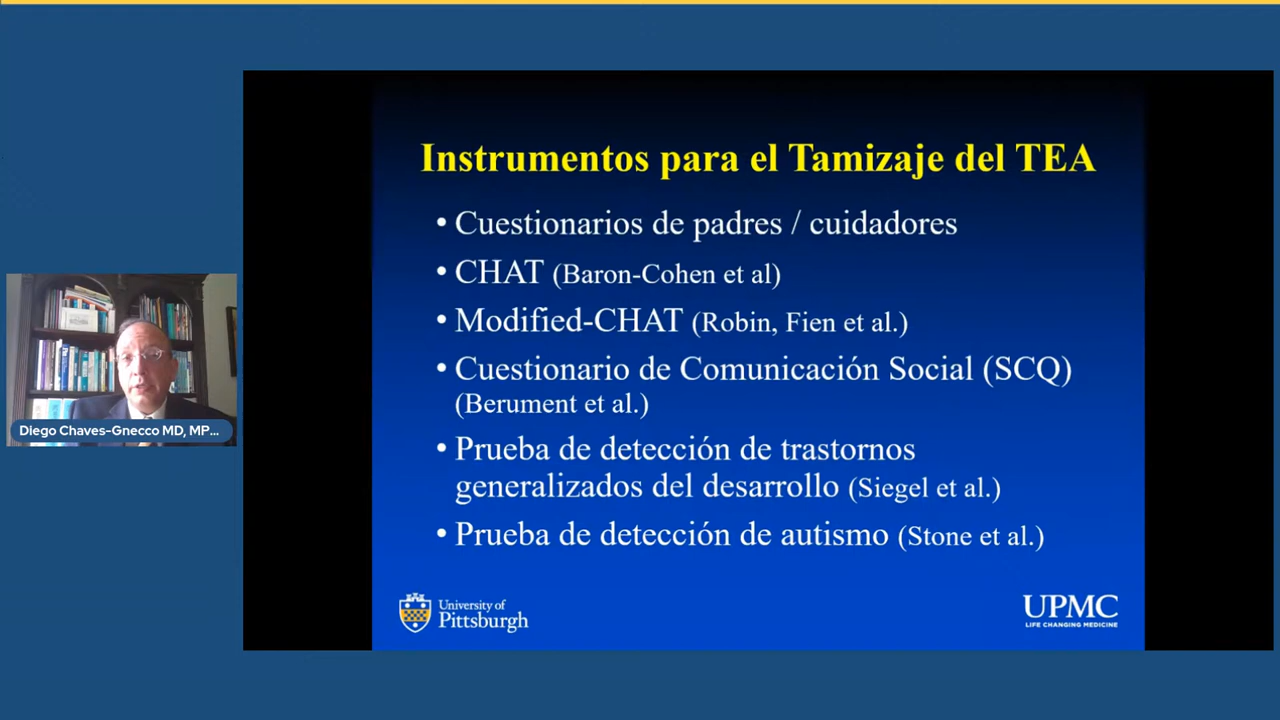 Instrumentos para el Tamizaje del TEA
• Cuestionarios de padres / cuidadores
• CHAT (Baron-Cohen et al)
• Modified-CHAT (Robin, Fien et al.)
• Cuestionario de Comunicación Social (SCQ)
(Berument et al.)
• Prueba de detección de trastornos
generalizados del desarrollo (Siegel et al.)
• Prueba de detección de autismo (Stone et al.)
Diego Chaves-Gnecco MD, MP...
University of
Pittsburgh
UPMC
LIFE CHANGING MEDICINE